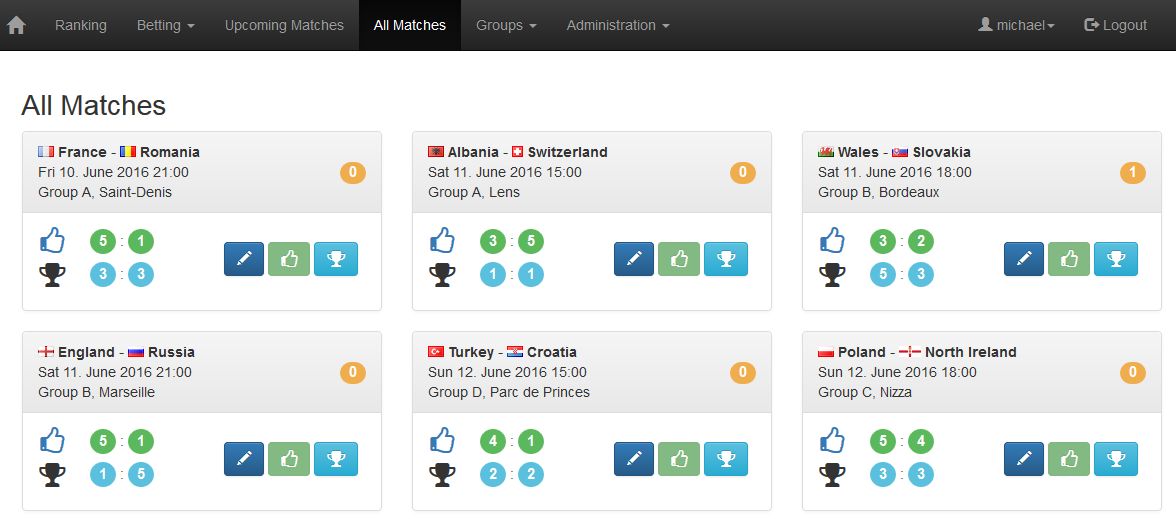 Ranking Betting Upcoming Matches All Matches Groups Administration michael Logout
All Matches
France - Romania
Fri 10. June 2016 21:00
Group A, Saint-Denis
0
5 : 1
3 : 3
Albania - Switzerland
Sat 11. June 2016 15:00
Group A, Lens
0
3 : 5
1 : 1
Wales - Slovakia
Sat 11. June 2016 18:00
Group B, Bordeaux
1
3 : 2
5 : 3
England - Russia
Sat 11. June 2016 21:00
Group B, Marseille
0
5 : 1
1 : 5
Turkey - Croatia
Sun 12. June 2016 15:00
Group D, Parc de Princes
0
4 : 1
2 : 2
Poland - North Ireland
Sun 12. June 2016 18:00
Group C, Nizza
0
5 : 4
3 : 3